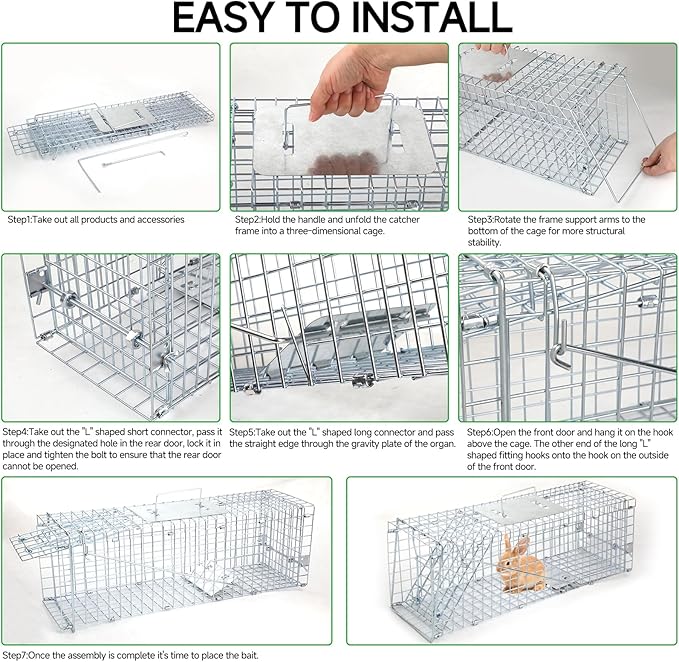 EASY TO INSTALL
Step1:Take out all products and accessories
Step2:Hold the handle and unfold the catcher
frame into a three-dimensional cage.
Step3:Rotate the frame support arms to the
bottom of the cage for more structural
stability.
Step4:Take out the "L" shaped short connector, pass it
through the designated hole in the rear door, lock it in
place and tighten the bolt to ensure that the rear door
cannot be opened.
Step5:Take out the "L" shaped long connector and pass
the straight edge through the gravity plate of the organ.
Step6:Open the front door and hang it on the hook
above the cage. The other end of the long "L"
shaped fitting hooks onto the hook on the outside
of the front door.
Step7:Once the assembly is complete it's time to place the bait.